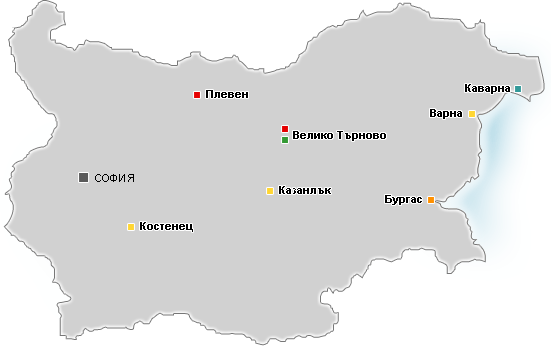 Каварна
Плевен
Варна
Велико Търново
СОФИЯ
Казанлък
Бургас
Костенец